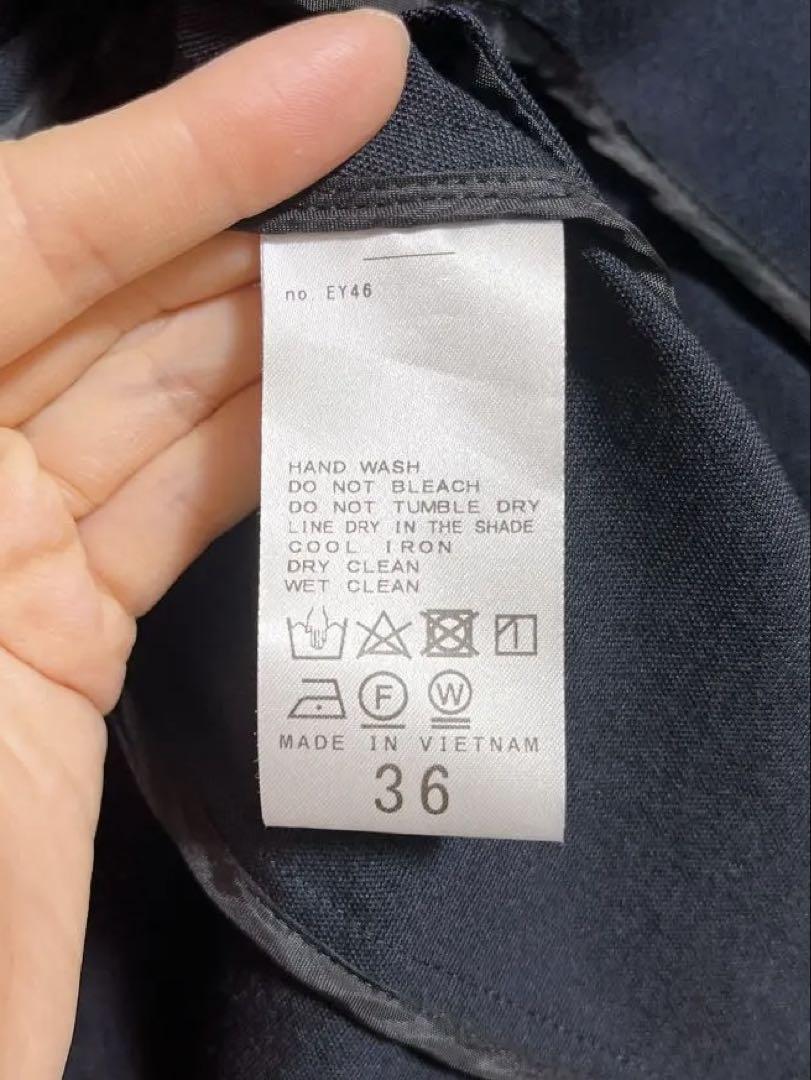 no. EY46
HAND WASH
DO NOT BLEACH
DO NOT TUMBLE DRY
LINE DRY IN THE SHADE
COOL IRON
DRY CLEAN
WET CLEAN
F W
MADE IN VIETNAM
36